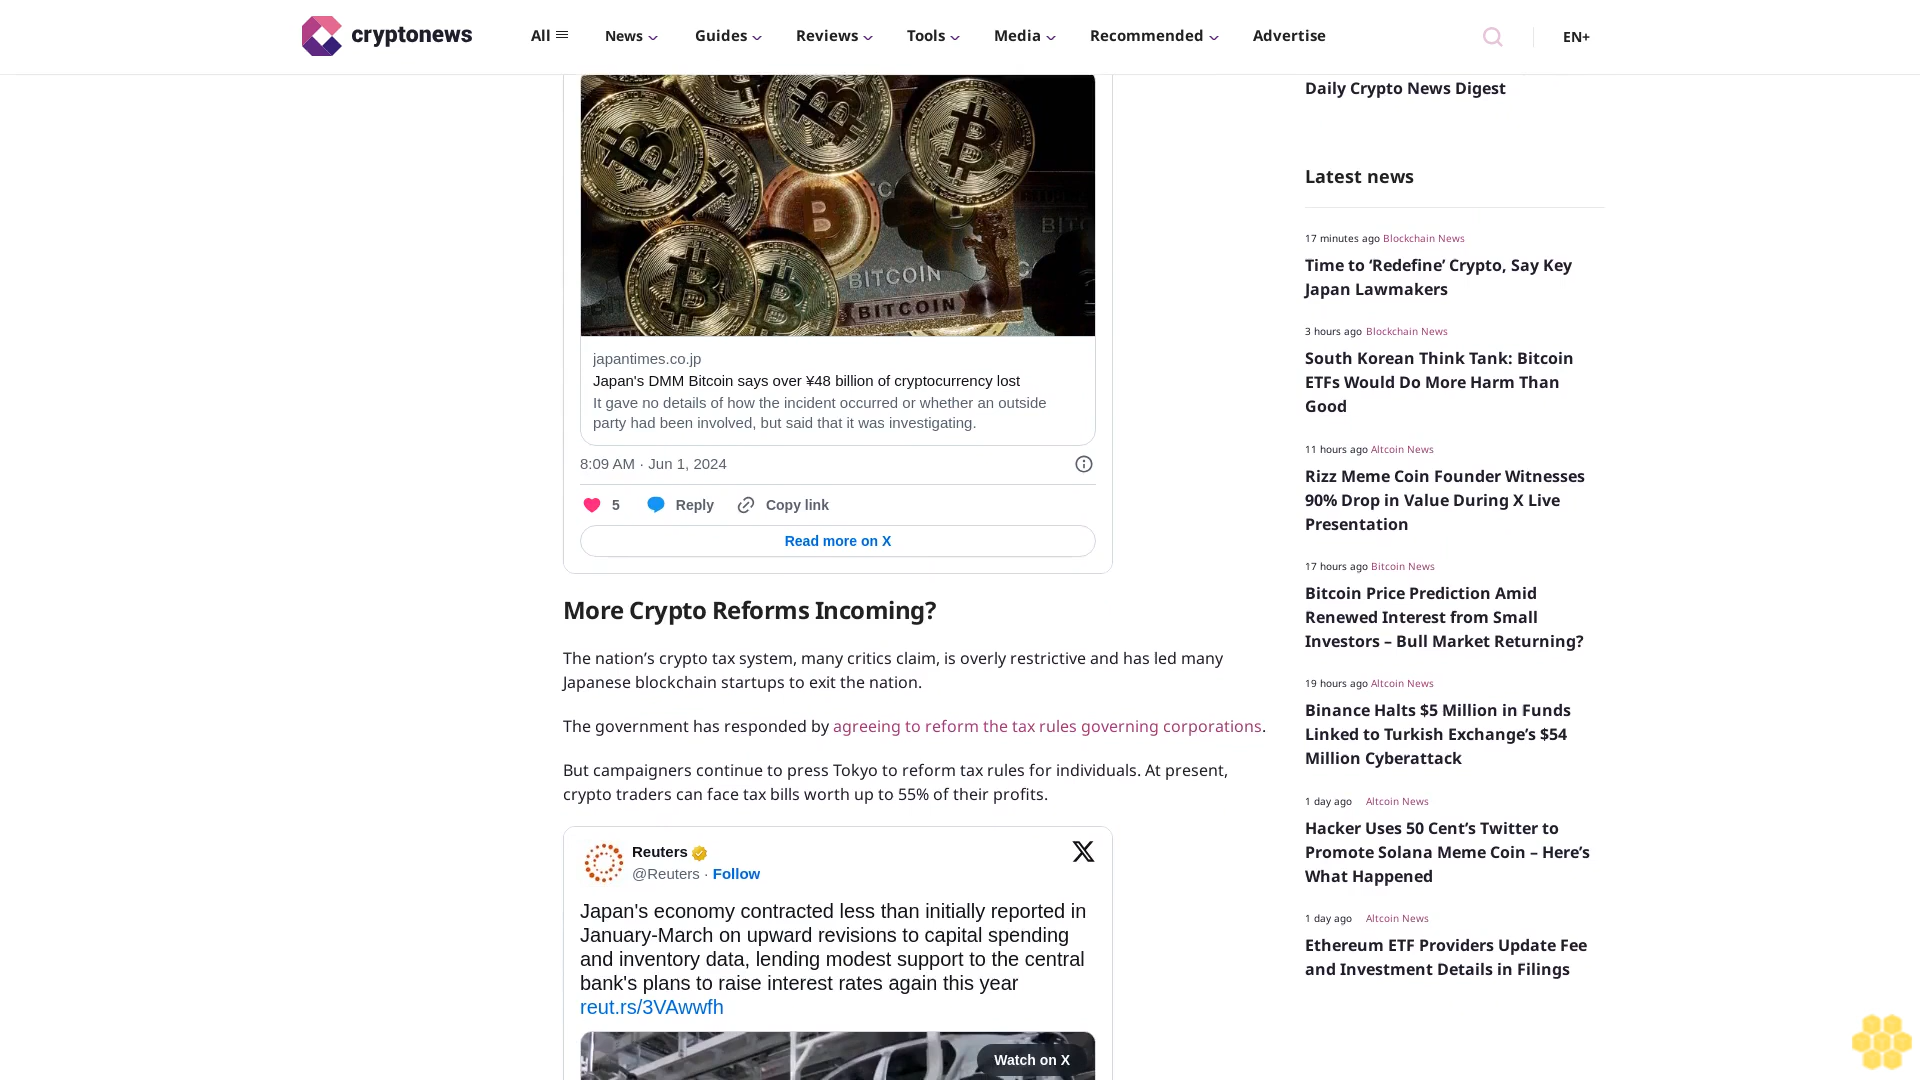 cryptonews
All
News
Guides
Reviews
Tools
Media
Recommended
Advertise
EN+
BITCOIN
BITCOIN
japantimes.co.jp
Japan's DMM Bitcoin says over ¥48 billion of cryptocurrency lost
It gave no details of how the incident occurred or whether an outside
party had been involved, but said that it was investigating.
8:09 AM · Jun 1, 2024
5
Reply
Copy link
Read more on X
More Crypto Reforms Incoming?
The nation’s crypto tax system, many critics claim, is overly restrictive and has led many
Japanese blockchain startups to exit the nation.
The government has responded by agreeing to reform the tax rules governing corporations.
But campaigners continue to press Tokyo to reform tax rules for individuals. At present,
crypto traders can face tax bills worth up to 55% of their profits.
Reuters
@Reuters · Follow
Japan's economy contracted less than initially reported in
January-March on upward revisions to capital spending
and inventory data, lending modest support to the central
bank's plans to raise interest rates again this year
reut.rs/3VAwwfh
Watch on X
Daily Crypto News Digest
Latest news
17 minutes ago Blockchain News
Time to ‘Redefine’ Crypto, Say Key
Japan Lawmakers
3 hours ago Blockchain News
South Korean Think Tank: Bitcoin
ETFs Would Do More Harm Than
Good
11 hours ago Altcoin News
Rizz Meme Coin Founder Witnesses
90% Drop in Value During X Live
Presentation
17 hours ago Bitcoin News
Bitcoin Price Prediction Amid
Renewed Interest from Small
Investors – Bull Market Returning?
19 hours ago Altcoin News
Binance Halts $5 Million in Funds
Linked to Turkish Exchange’s $54
Million Cyberattack
1 day ago Altcoin News
Hacker Uses 50 Cent’s Twitter to
Promote Solana Meme Coin – Here’s
What Happened
1 day ago Altcoin News
Ethereum ETF Providers Update Fee
and Investment Details in Filings